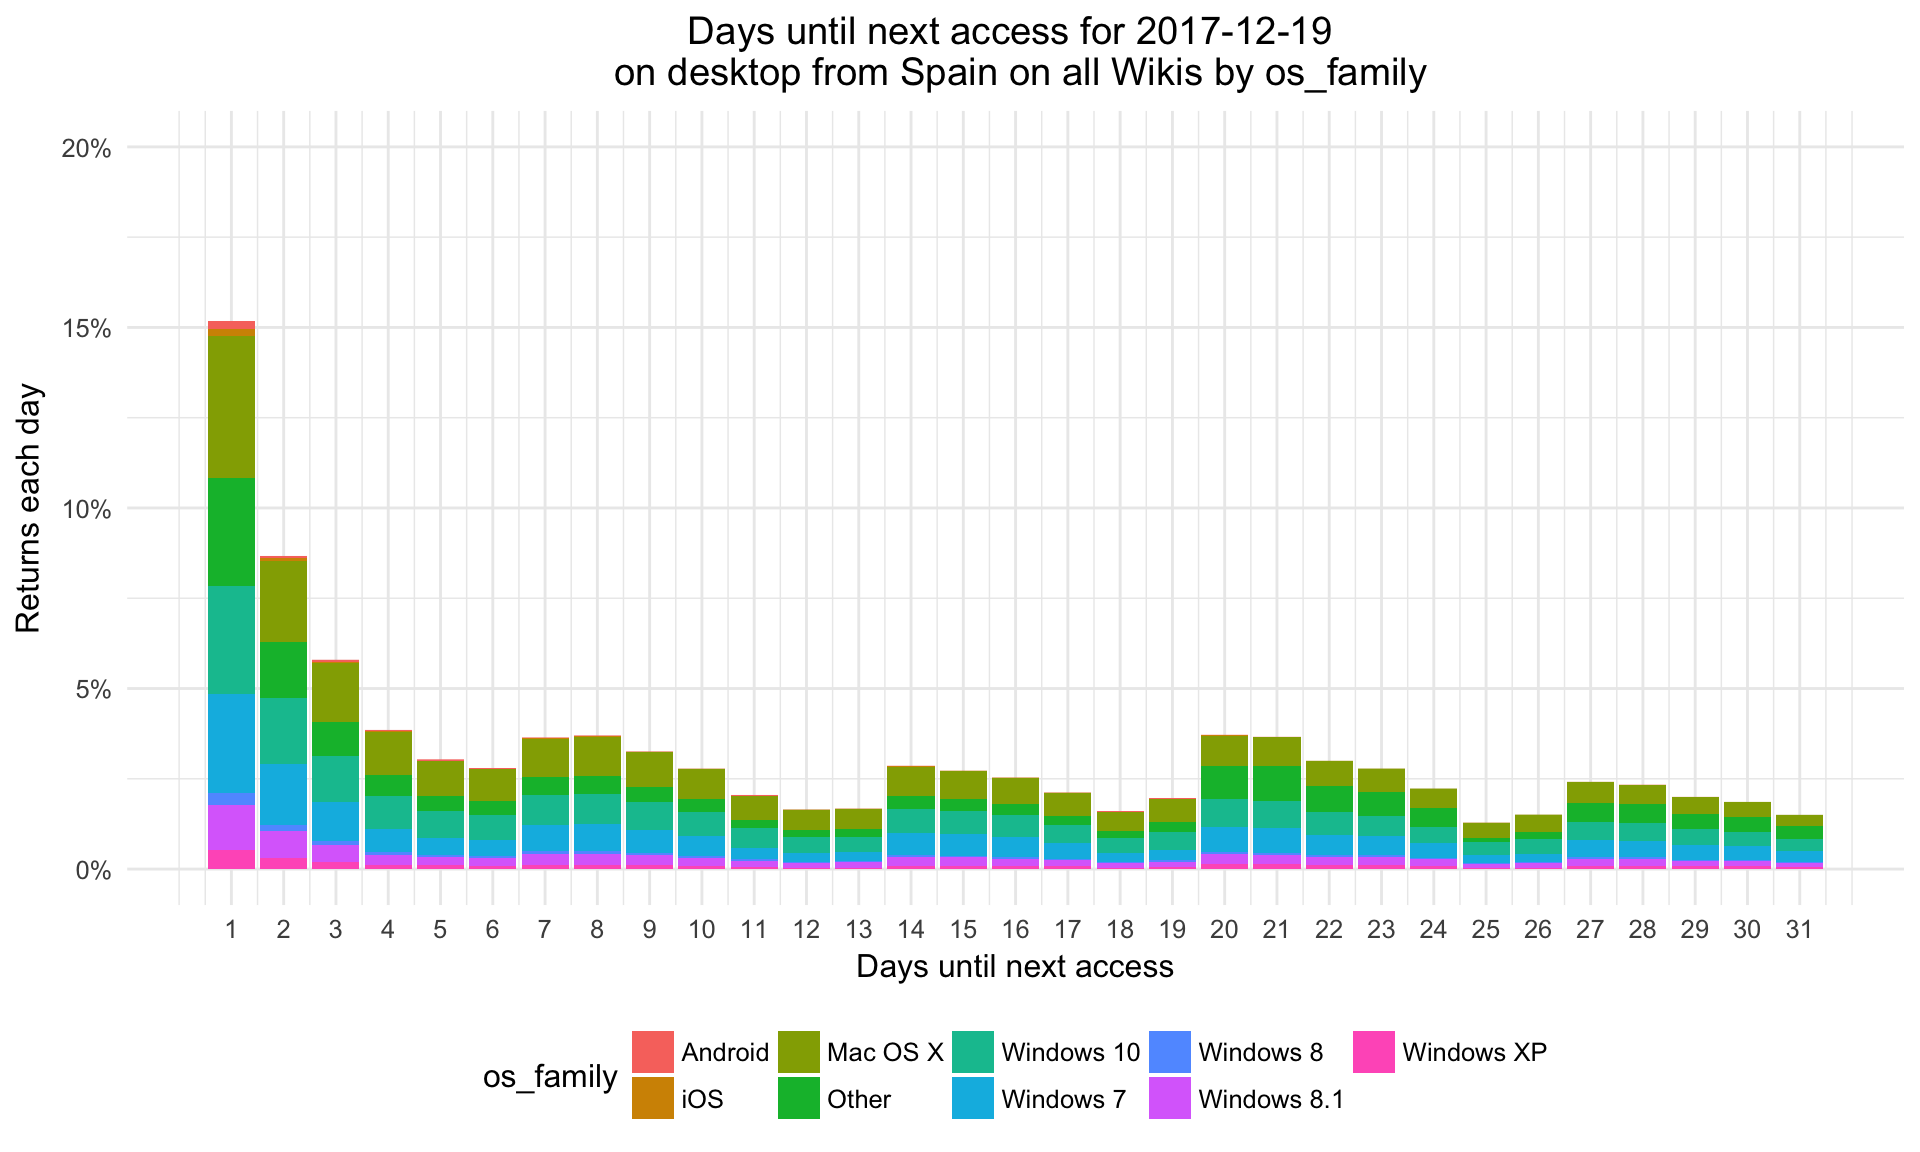 Days until next access for 2017-12-19
on desktop from Spain on all Wikis by os_family
20%
15%
10%
5%
0%
Returns each day
1 2 3 4 5 6 7 8 9 10 11 12 13 14 15 16 17 18 19 20 21 22 23 24 25 26 27 28 29 30 31
Days until next access
os_family
Android Mac OS X Windows 10 Windows 8 Windows XP
iOS Other Windows 7 Windows 8.1